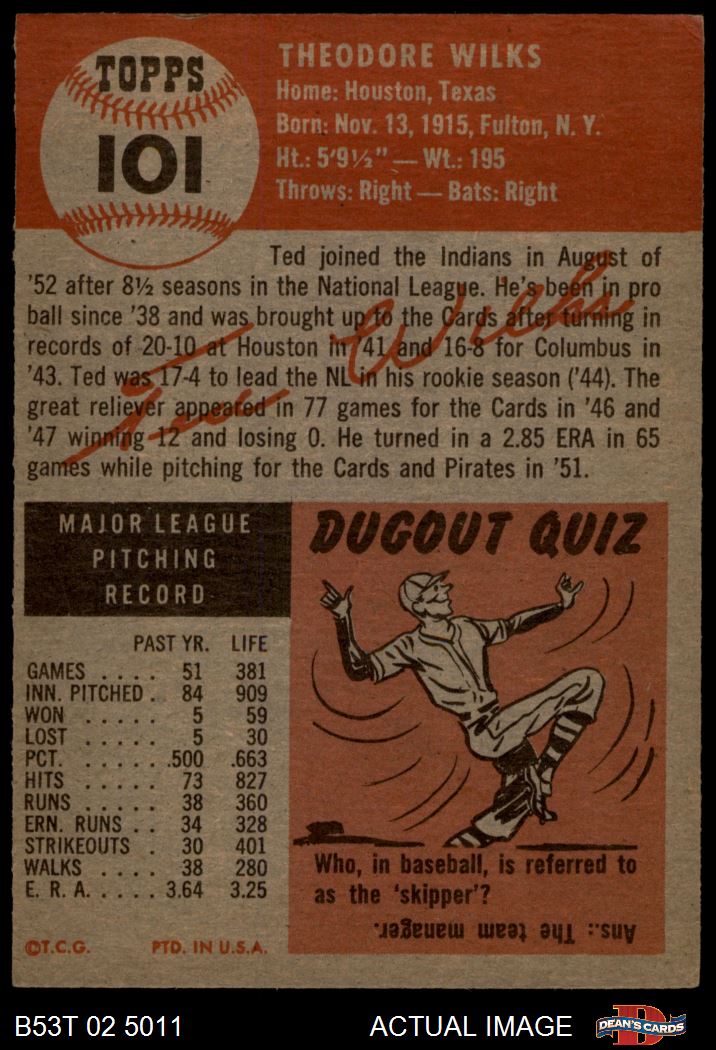 TOPPS
101
THEODORE WILKS
Home: Houston, Texas
Born: Nov. 13, 1915, Fulton, N. Y.
Ht.: 5'9½" — Wt.: 195
Throws: Right — Bats: Right
Ted joined the Indians in August of
'52 after 8½ seasons in the National League. He's been in pro
ball since '38 and was brought up to the Cards after turning in
records of 20-10 at Houston in '41 and 16-8 for Columbus in
'43. Ted was 17-4 to lead the NL in his rookie season ('44). The
great reliever appeared in 77 games for the Cards in '46 and
'47 winning 12 and losing 0. He turned in a 2.85 ERA in 65
games while pitching for the Cards and Pirates in '51.
Ted Wilks
MAJOR LEAGUE
PITCHING
RECORD
PAST YR. LIFE
GAMES . . . . 51 381
INN. PITCHED . 84 909
WON . . . . . 5 59
LOST . . . . . 5 30
PCT. . . . . . .500 .663
HITS . . . . . 73 827
RUNS . . . . . 38 360
ERN. RUNS . . 34 328
STRIKEOUTS . 30 401
WALKS . . . . 38 280
E. R. A. . . . . . 3.64 3.25
©T.C.G. PTD. IN U.S.A.
DUGOUT QUIZ
Who, in baseball, is referred to
as the 'skipper'?
Ans.: The team manager.
B53T 02 5011 ACTUAL IMAGE
D
DEAN'S CARDS